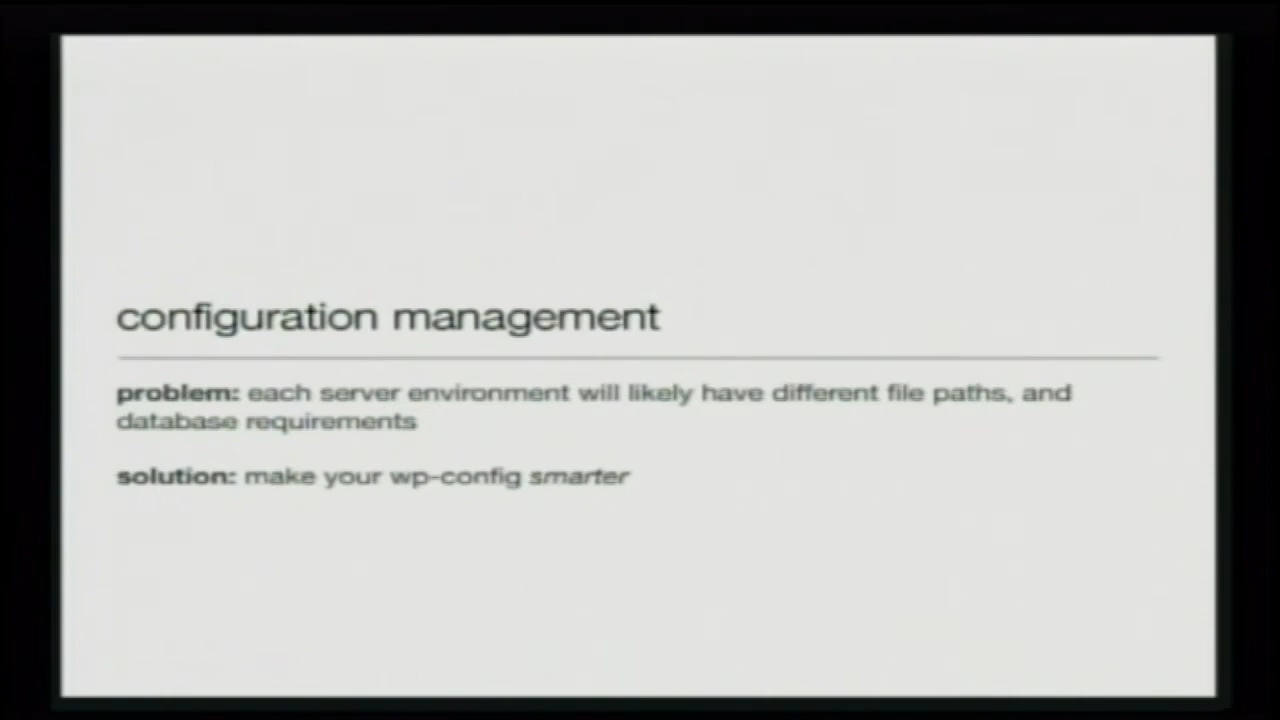 configuration management
problem: each server environment will likely have different file paths, and
database requirements
solution: make your wp-config smarter